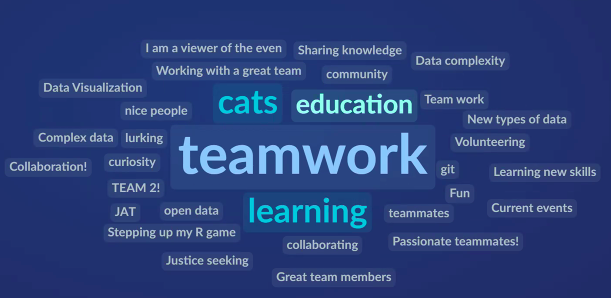 I am a viewer of the even
Sharing knowledge
Data complexity
Working with a great team
community
Data Visualization
cats
education
Team work
nice people
New types of data
Complex data
lurking
teamwork
Volunteering
Collaboration!
curiosity
git
Learning new skills
TEAM 2!
Fun
JAT
open data
learning
teammates
Current events
Stepping up my R game
collaborating
Passionate teammates!
Justice seeking
Great team members